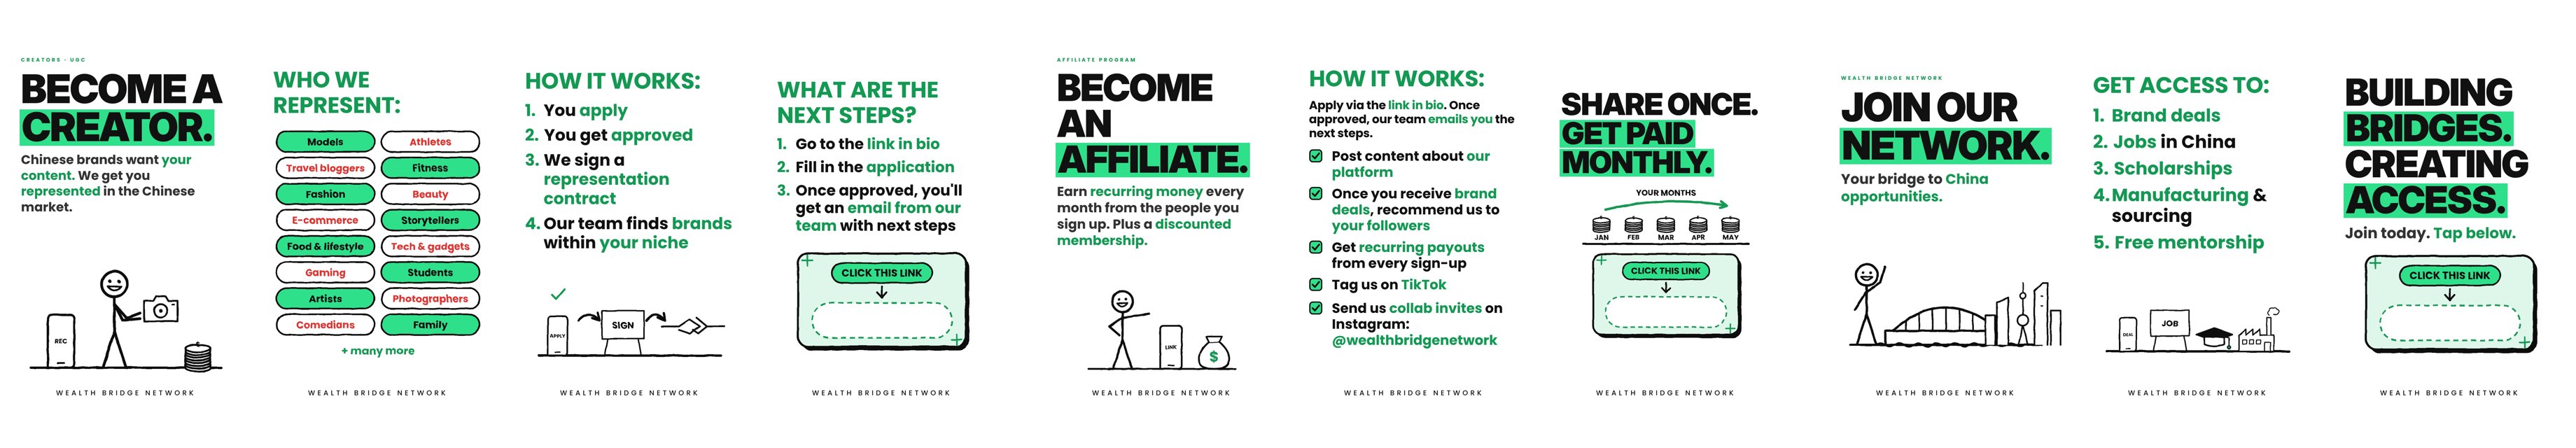 CREATORS · UGC
BECOME A
CREATOR.
Chinese brands want your
content. We get you
represented in the Chinese
market.
REC
WEALTH BRIDGE NETWORK
WHO WE
REPRESENT:
Models
Athletes
Travel bloggers
Fitness
Fashion
Beauty
E-commerce
Storytellers
Food & lifestyle
Tech & gadgets
Gaming
Students
Artists
Photographers
Comedians
Family
+ many more
WEALTH BRIDGE NETWORK
HOW IT WORKS:
1. You apply
2. You get approved
3. We sign a
representation
contract
4. Our team finds brands
within your niche
APPLY
SIGN
WEALTH BRIDGE NETWORK
WHAT ARE THE
NEXT STEPS?
1. Go to the link in bio
2. Fill in the application
3. Once approved, you'll
get an email from our
team with next steps
CLICK THIS LINK
WEALTH BRIDGE NETWORK
AFFILIATE PROGRAM
BECOME
AN
AFFILIATE.
Earn recurring money every
month from the people you
sign up. Plus a discounted
membership.
LINK
$
WEALTH BRIDGE NETWORK
HOW IT WORKS:
Apply via the link in bio. Once
approved, our team emails you the
next steps.
Post content about our
platform
Once you receive brand
deals, recommend us to
your followers
Get recurring payouts
from every sign-up
Tag us on TikTok
Send us collab invites on
Instagram:
@wealthbridgenetwork
WEALTH BRIDGE NETWORK
SHARE ONCE.
GET PAID
MONTHLY.
YOUR MONTHS
JAN FEB MAR APR MAY
CLICK THIS LINK
WEALTH BRIDGE NETWORK
WEALTH BRIDGE NETWORK
JOIN OUR
NETWORK.
Your bridge to China
opportunities.
WEALTH BRIDGE NETWORK
GET ACCESS TO:
1. Brand deals
2. Jobs in China
3. Scholarships
4. Manufacturing &
sourcing
5. Free mentorship
DEAL
JOB
WEALTH BRIDGE NETWORK
BUILDING
BRIDGES.
CREATING
ACCESS.
Join today. Tap below.
CLICK THIS LINK
WEALTH BRIDGE NETWORK